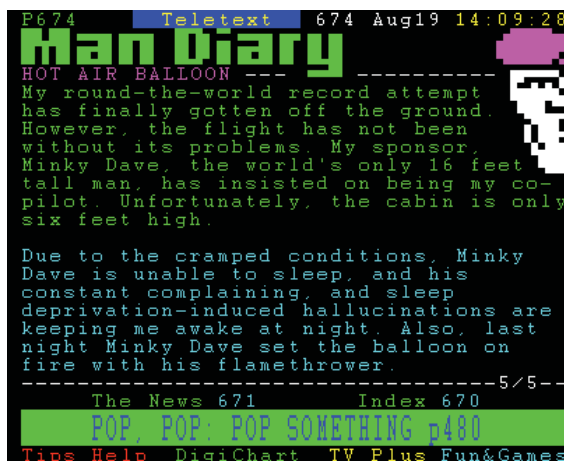 P674 Teletext 674 Aug19 14:09:28
Man Diary
HOT AIR BALLOON --- ----------
My round-the-world record attempt
has finally gotten off the ground.
However, the flight has not been
without its problems. My sponsor,
Minky Dave, the world's only 16 feet
tall man, has insisted on being my co-
pilot. Unfortunately, the cabin is only
six feet high.
Due to the cramped conditions, Minky
Dave is unable to sleep, and his
constant complaining, and sleep
deprivation-induced hallucinations are
keeping me awake at night. Also, last
night Minky Dave set the balloon on
fire with his flamethrower.
-----------------------------------5/5--
The News 671 Index 670
POP, POP: POP SOMETHING p480
Tips Help DigiChart TV Plus Fun&Games